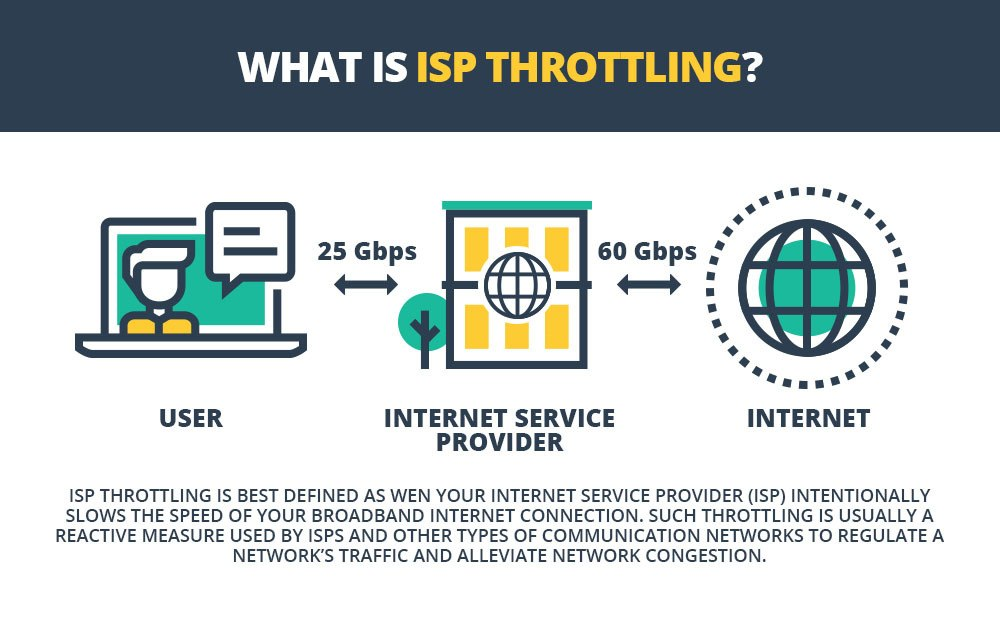 WHAT IS ISP THROTTLING?
25 Gbps
60 Gbps
USER
INTERNET SERVICE
PROVIDER
INTERNET
ISP THROTTLING IS BEST DEFINED AS WEN YOUR INTERNET SERVICE PROVIDER (ISP) INTENTIONALLY
SLOWS THE SPEED OF YOUR BROADBAND INTERNET CONNECTION. SUCH THROTTLING IS USUALLY A
REACTIVE MEASURE USED BY ISPS AND OTHER TYPES OF COMMUNICATION NETWORKS TO REGULATE A
NETWORK’S TRAFFIC AND ALLEVIATE NETWORK CONGESTION.